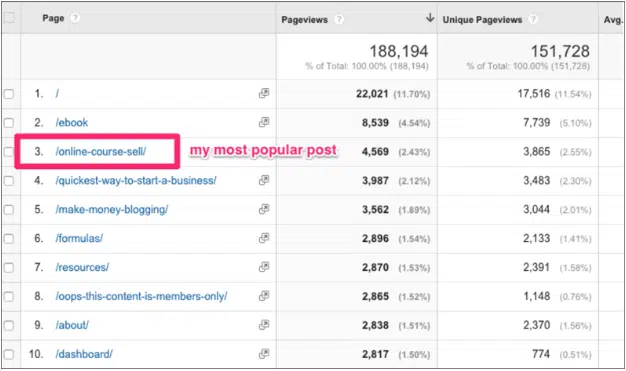 Page ? Pageviews ? Unique Pageviews ? Avg.
188,194 151,728
% of Total: 100.00% (188,194) % of Total: 100.00% (151,728)
1. / 22,021 (11.70%) 17,516 (11.54%)
2. /ebook 8,539 (4.54%) 7,739 (5.10%)
3. /online-course-sell/ my most popular post 4,569 (2.43%) 3,865 (2.55%)
4. /quickest-way-to-start-a-business/ 3,987 (2.12%) 3,483 (2.30%)
5. /make-money-blogging/ 3,562 (1.89%) 3,044 (2.01%)
6. /formulas/ 2,896 (1.54%) 2,133 (1.41%)
7. /resources/ 2,870 (1.53%) 2,391 (1.58%)
8. /oops-this-content-is-members-only/ 2,865 (1.52%) 1,148 (0.76%)
9. /about/ 2,838 (1.51%) 2,370 (1.56%)
10. /dashboard/ 2,817 (1.50%) 774 (0.51%)